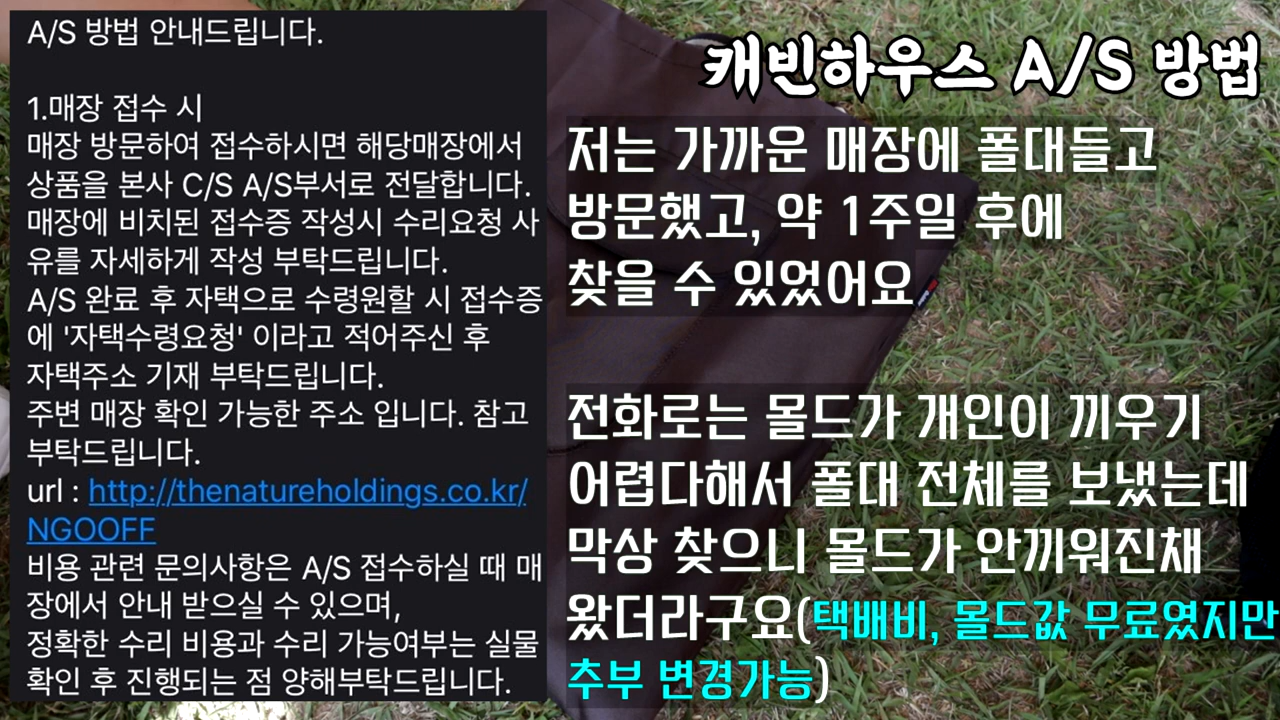 A/S 방법 안내드립니다.
1.매장 접수 시
매장 방문하여 접수하시면 해당매장에서
상품을 본사 C/S A/S부서로 전달합니다.
매장에 비치된 접수증 작성시 수리요청 사
유를 자세하게 작성 부탁드립니다.
A/S 완료 후 자택으로 수령원할 시 접수증
에 '자택수령요청' 이라고 적어주신 후
자택주소 기재 부탁드립니다.
주변 매장 확인 가능한 주소 입니다. 참고
부탁드립니다.
url : http://thenatureholdings.co.kr/
NGOOFF
비용 관련 문의사항은 A/S 접수하실 때 매
장에서 안내 받으실 수 있으며,
정확한 수리 비용과 수리 가능여부는 실물
확인 후 진행되는 점 양해부탁드립니다.
캐빈하우스 A/S 방법
저는 가까운 매장에 폴대들고
방문했고, 약 1주일 후에
찾을 수 있었어요
전화로는 몰드가 개인이 끼우기
어렵다해서 폴대 전체를 보냈는데
막상 찾으니 몰드가 안끼워진채
왔더라구요(택배비, 몰드값 무료였지만
추부 변경가능)